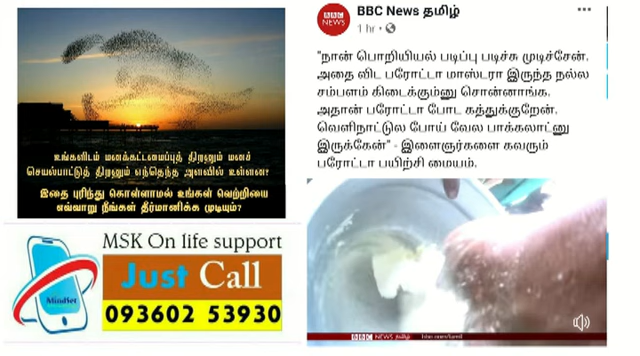 உங்களிடம் மனக்கட்டமைப்புத் திறனும் மனச்
செயல்பாட்டுத் திறனும் எந்தெந்த அளவில் உள்ளன?
இதை புரிந்து கொள்ளாமல் உங்கள் வெற்றியை
எவ்வாறு நீங்கள் தீர்மானிக்க முடியும்?
MindSet
MSK On life support
Just Call
093602 53930
BBC NEWS
BBC News தமிழ்
1 hr
"நான் பொறியியல் படிப்பு படிச்சு முடிச்சேன்.
அதை விட பரோட்டா மாஸ்டரா இருந்த நல்ல
சம்பளம் கிடைக்கும்னு சொன்னாங்க.
அதான் பரோட்டா போட கத்துக்குறேன்.
வெளிநாட்டுல போய் வேல பாக்கலாட்னு
இருக்கேன்" - இளைஞர்களை கவரும்
பரோட்டா பயிற்சி மையம்.
BBC NEWS தமிழ்